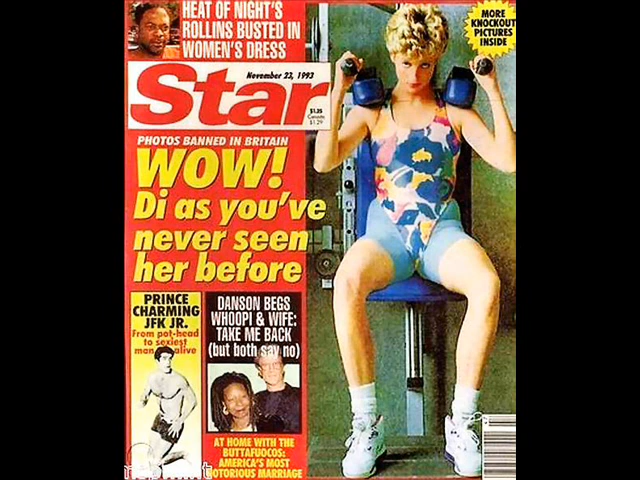 HEAT OF NIGHT'S
ROLLINS BUSTED IN
WOMEN'S DRESS
MORE
KNOCKOUT
PICTURES
INSIDE
November 23, 1993
Star
$1.25
Canada
$1.29
PHOTOS BANNED IN BRITAIN
WOW!
Di as you've
never seen
her before
PRINCE
CHARMING
JFK JR.
From pot-head
to sexiest
man alive
DANSON BEGS
WHOOPI & WIFE:
TAKE ME BACK
(but both say no)
AT HOME WITH THE
BUTTAFUOCOS:
AMERICA'S MOST
NOTORIOUS MARRIAGE